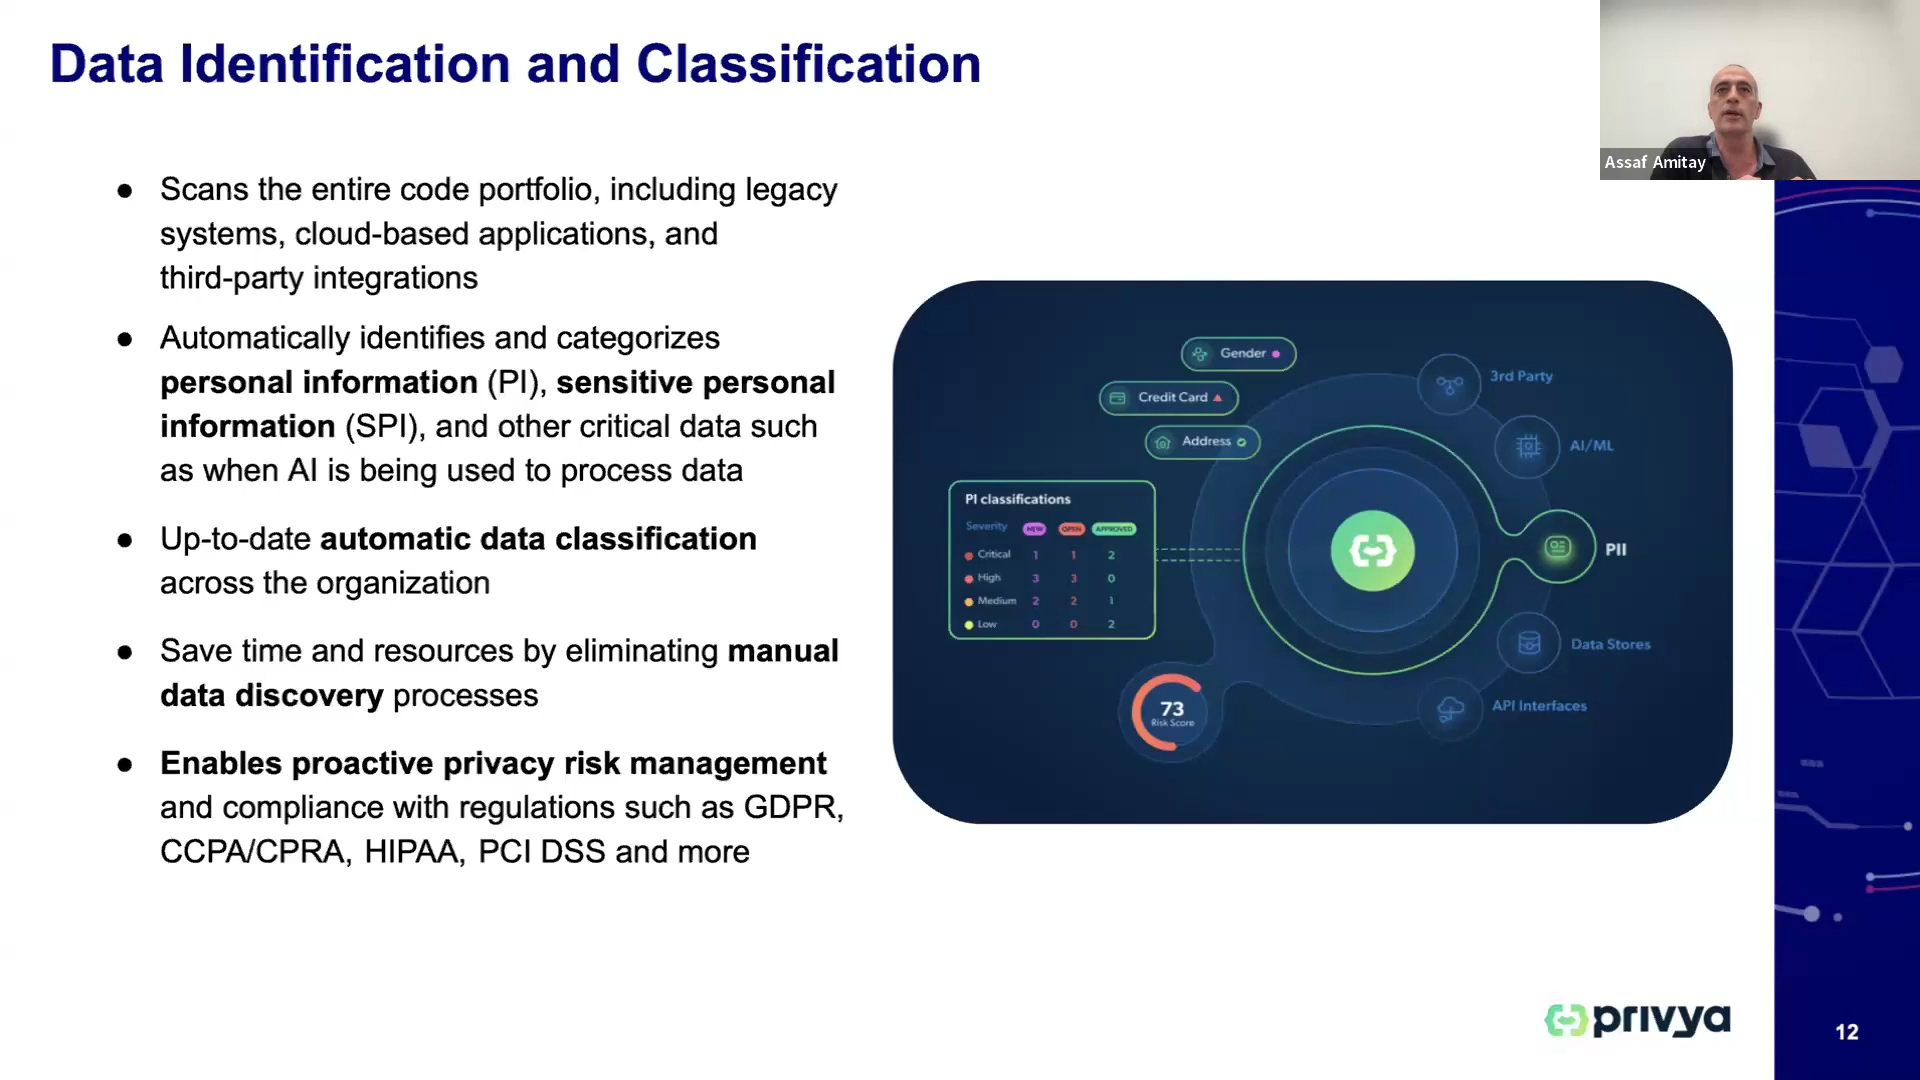 Data Identification and Classification
Assaf Amitay
● Scans the entire code portfolio, including legacy
systems, cloud-based applications, and
third-party integrations
● Automatically identifies and categorizes
personal information (PI), sensitive personal
information (SPI), and other critical data such
as when AI is being used to process data
● Up-to-date automatic data classification
across the organization
● Save time and resources by eliminating manual
data discovery processes
● Enables proactive privacy risk management
and compliance with regulations such as GDPR,
CCPA/CPRA, HIPAA, PCI DSS and more
Gender
Credit Card
Address
PI classifications
Severity NEW OPEN APPROVED
Critical 1 1 2
High 3 3 0
Medium 2 2 1
Low 0 0 2
73
Risk Score
3rd Party
AI/ML
PII
Data Stores
API Interfaces
privya
12